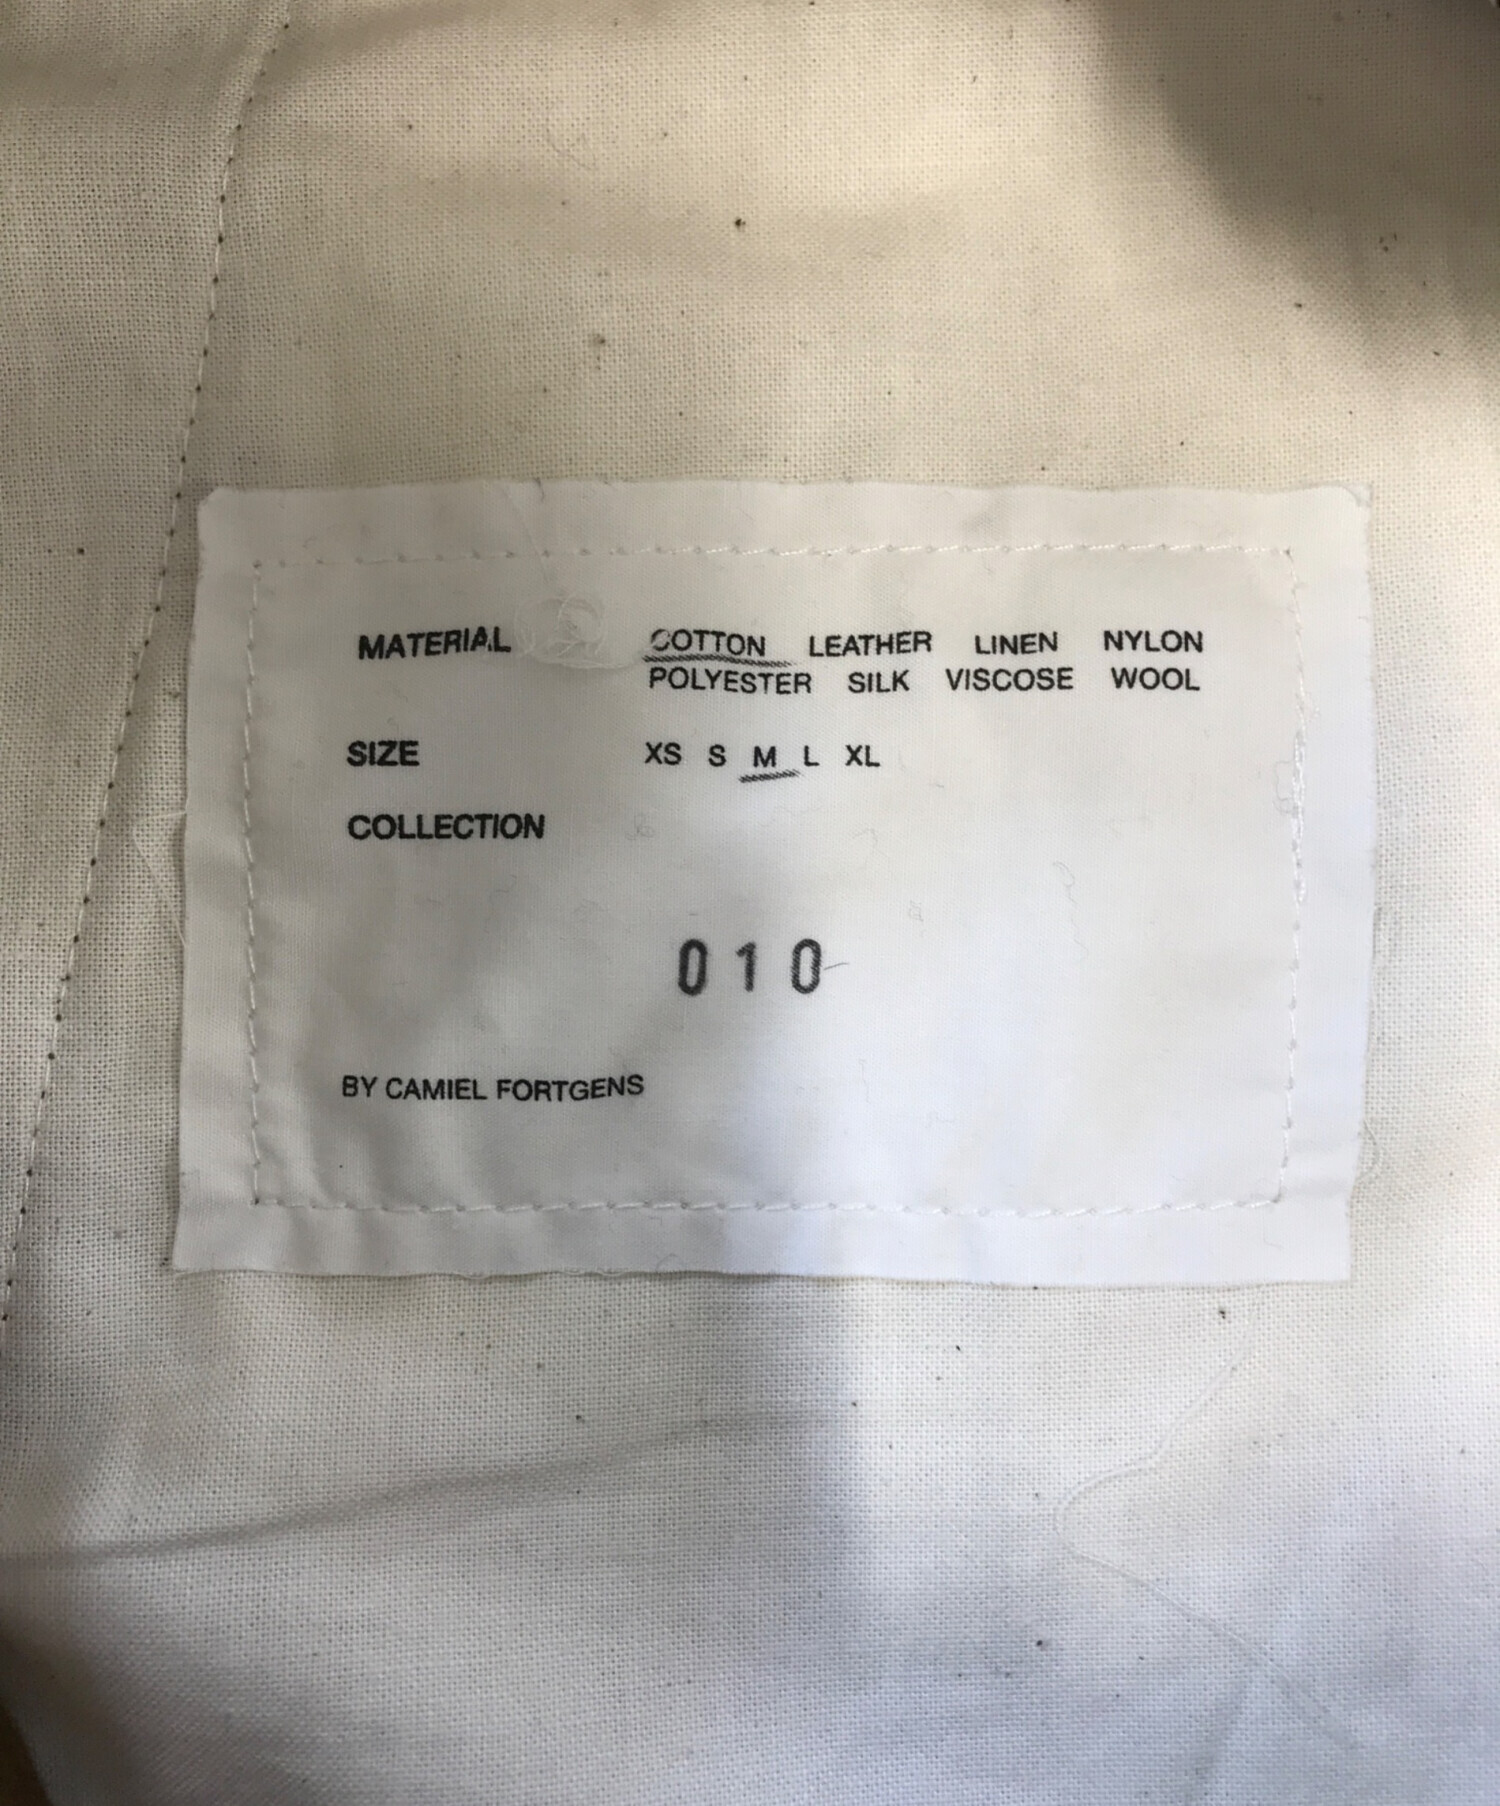 MATERIAL COTTON LEATHER LINEN NYLON
POLYESTER SILK VISCOSE WOOL
SIZE XS S M L XL
COLLECTION
010
BY CAMIEL FORTGENS